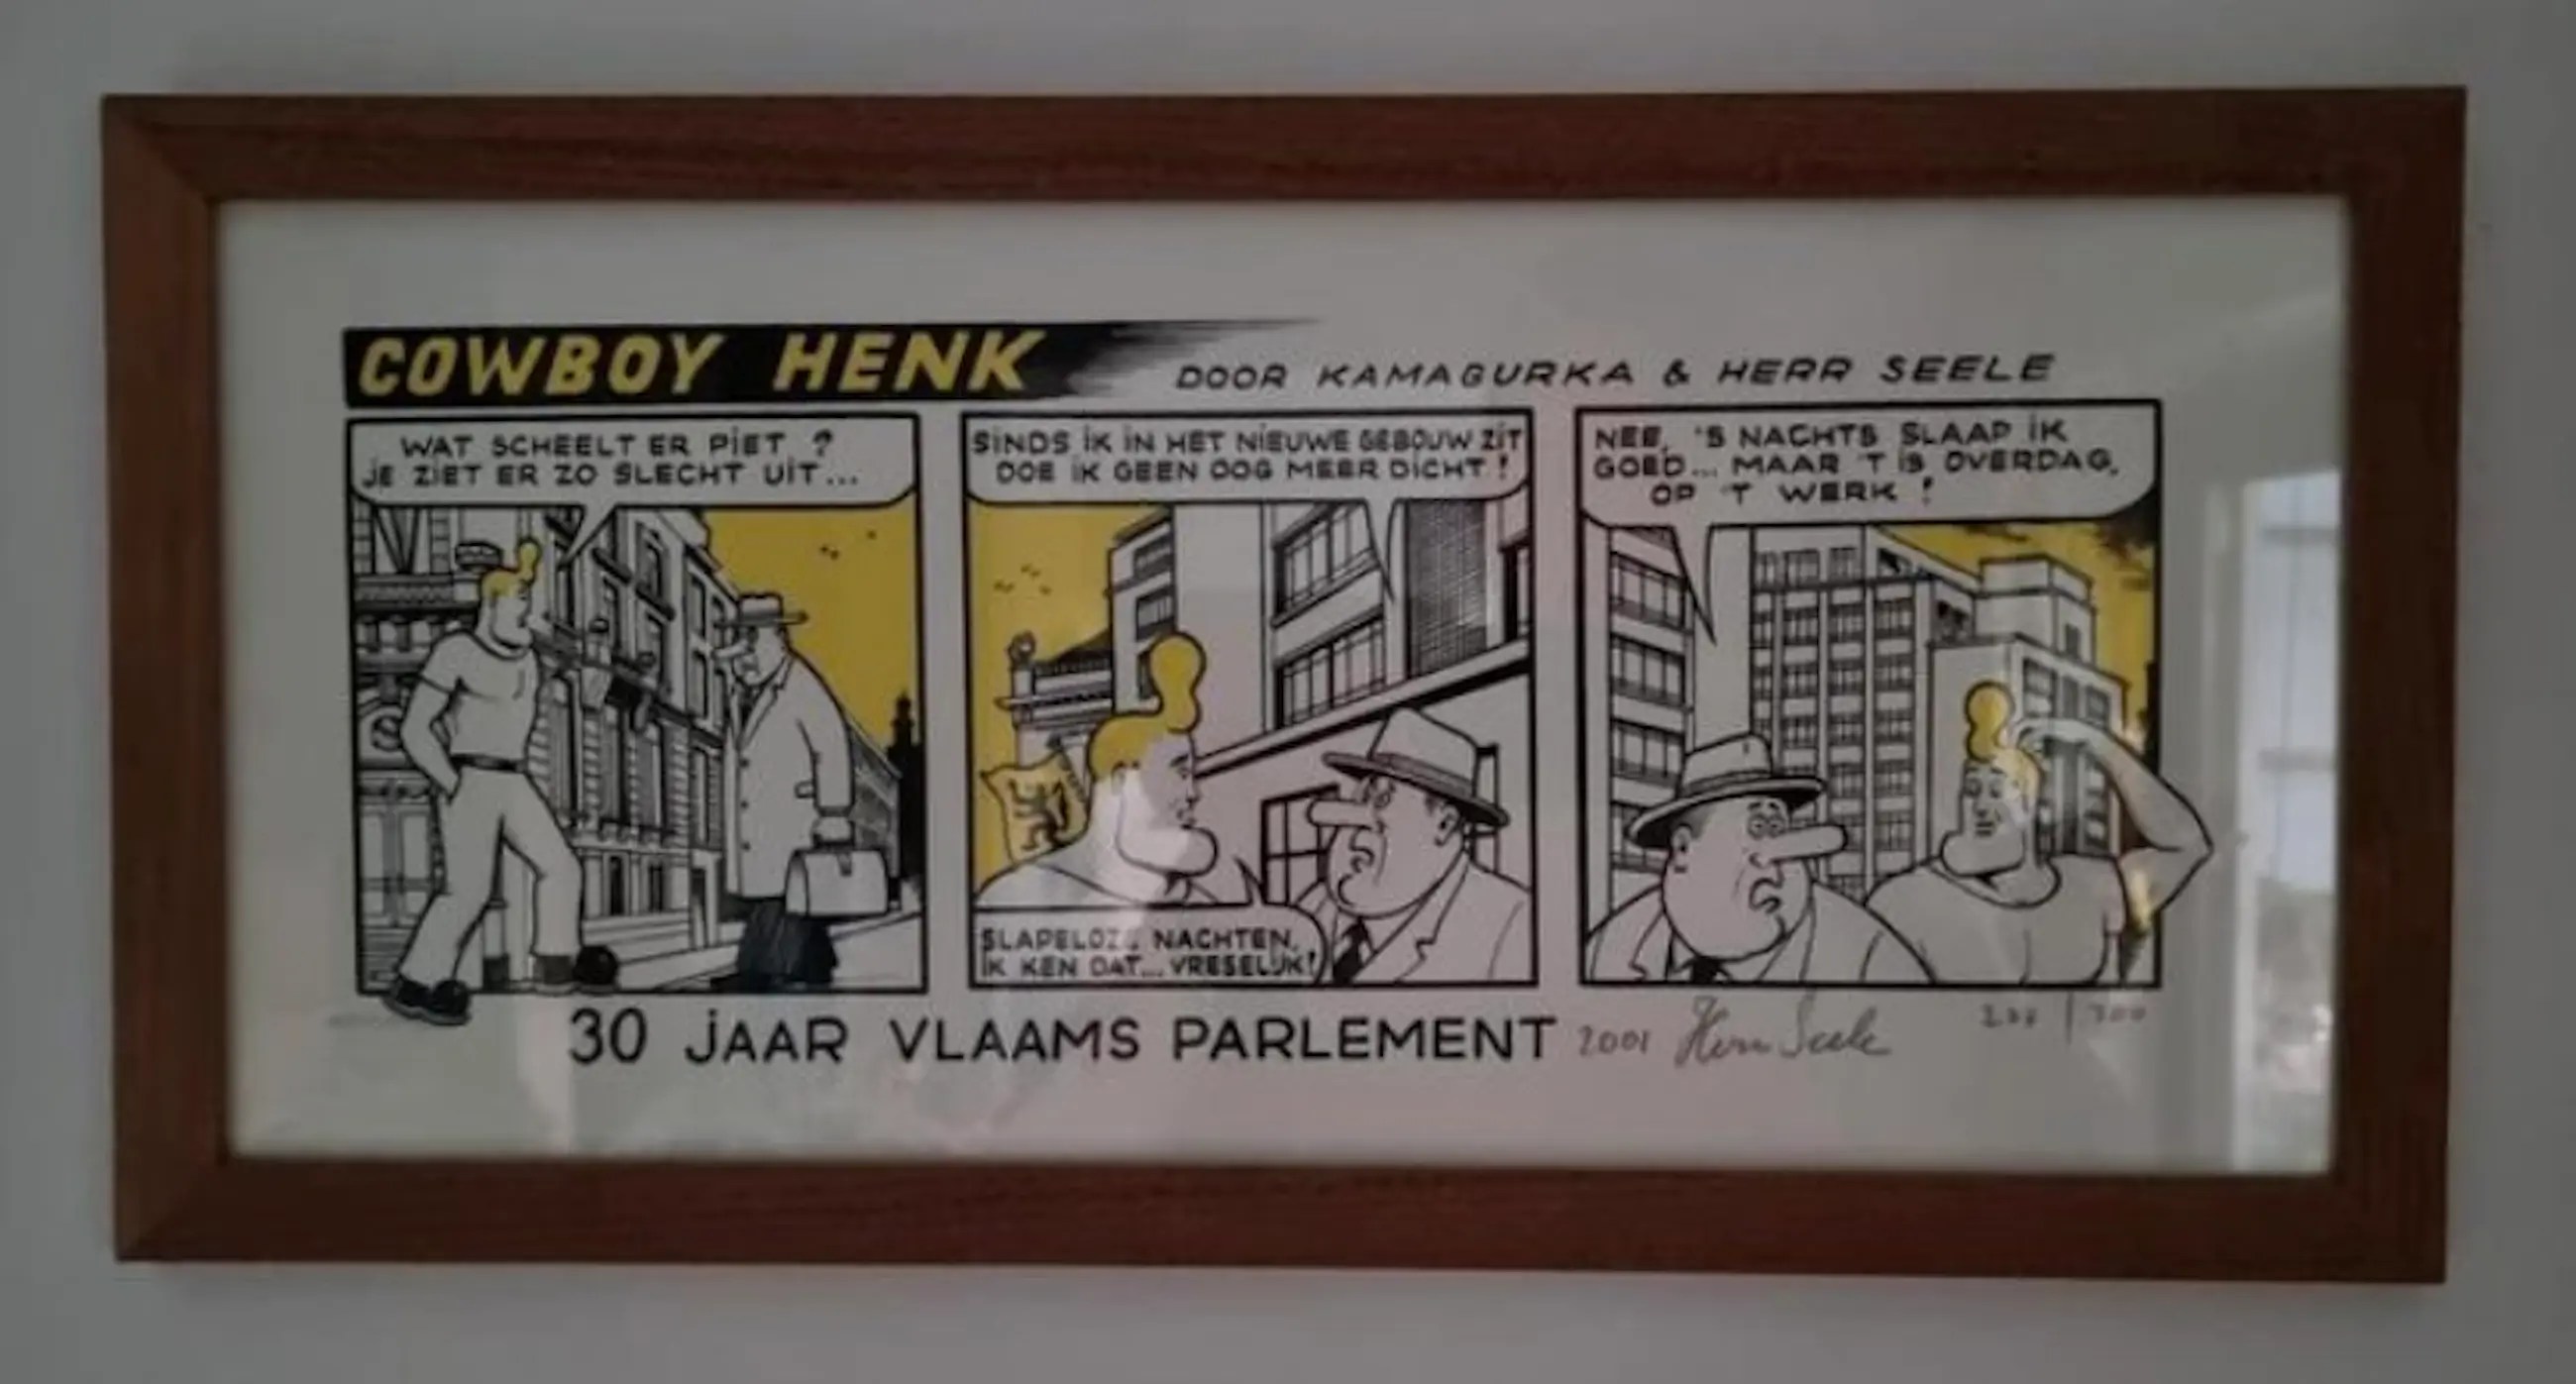 COWBOY HENK
DOOR KAMAGURKA & HERR SEELE
WAT SCHEELT ER PIET ?
JE ZIET ER ZO SLECHT UIT...
SINDS IK IN HET NIEUWE GEBOUW ZIT
DOE IK GEEN OOG MEER DICHT !
SLAPELOZE NACHTEN,
IK KEN DAT... VRESELIJK!
NEE, 'S NACHTS SLAAP IK
GOED... MAAR 'T IS OVERDAG,
OP 'T WERK !
30 JAAR VLAAMS PARLEMENT 2001 Herr Seele